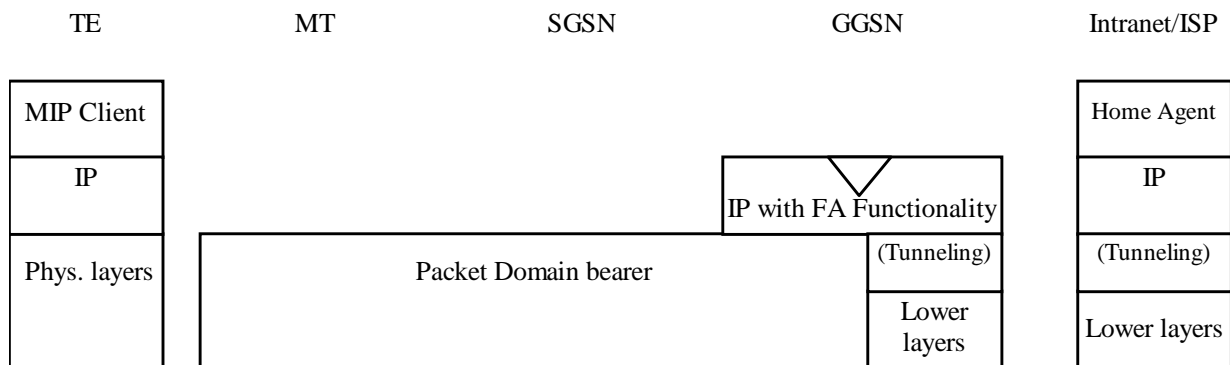 TE MT SGSN GGSN Intranet/ISP
MIP Client
Home Agent
IP
IP with FA Functionality
IP
Phys. layers
Packet Domain bearer
(Tunneling)
(Tunneling)
Lower
layers
Lower layers